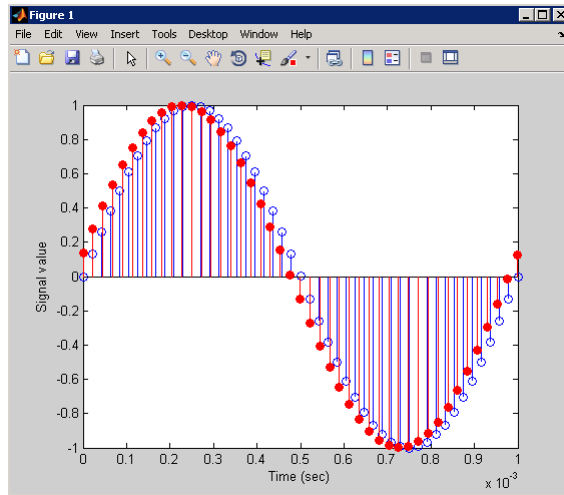 Figure 1
File Edit View Insert Tools Desktop Window Help
1
0.8
0.6
0.4
0.2
0
-0.2
-0.4
-0.6
-0.8
-1
Signal value
0 0.1 0.2 0.3 0.4 0.5 0.6 0.7 0.8 0.9 1
Time (sec)
x 10⁻³